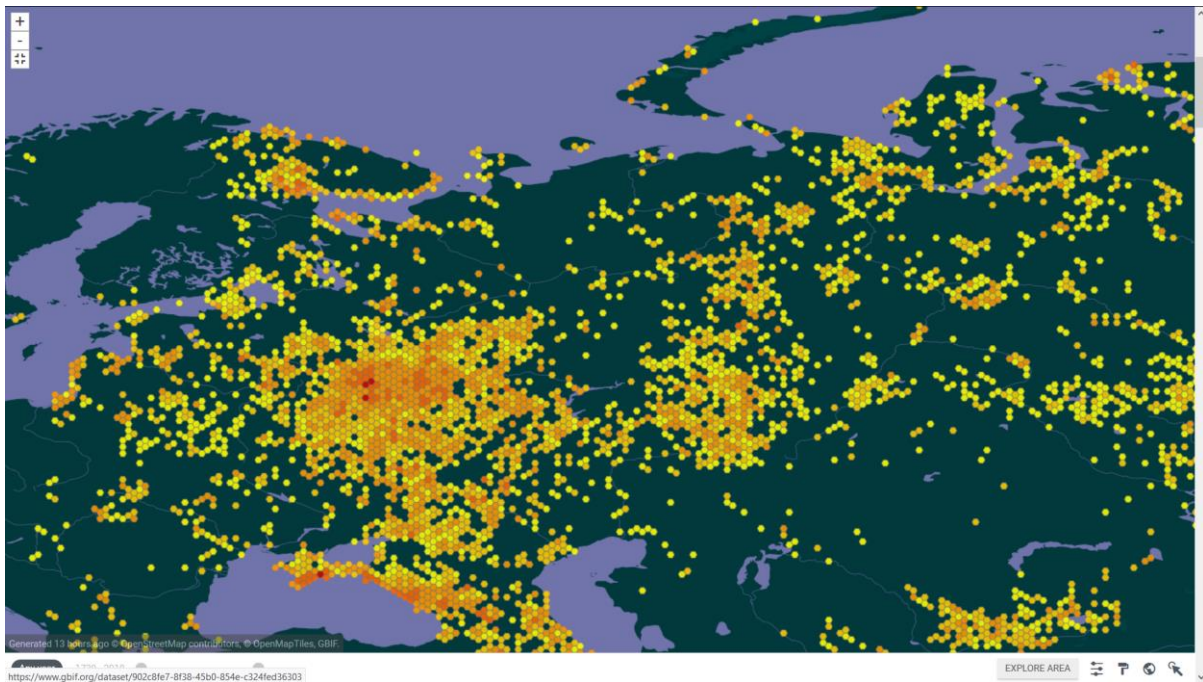 +
-
Generated 13 hours ago © OpenStreetMap contributors, © OpenMapTiles, GBIF.
EXPLORE AREA
https://www.gbif.org/dataset/902c8fe7-8f38-45b0-854e-c324fed36303